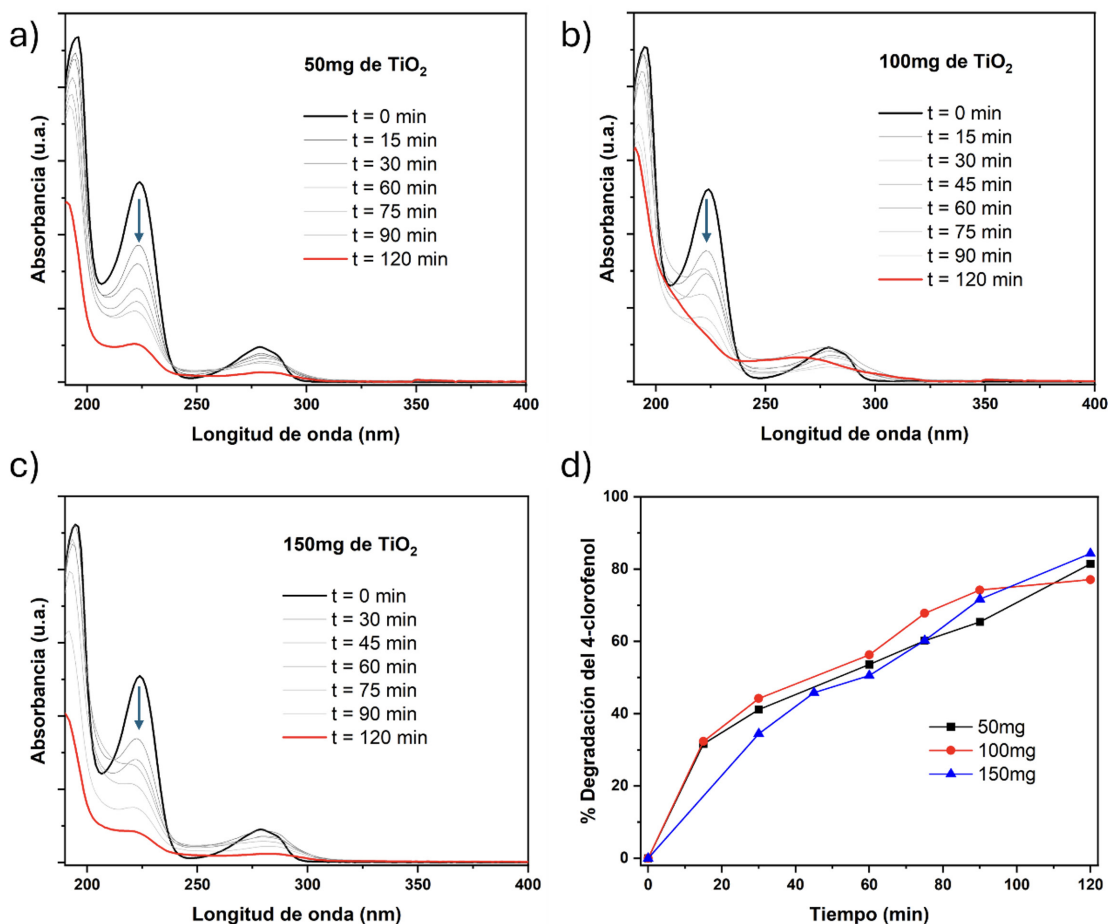 a)
50mg de TiO₂
t = 0 min
t = 15 min
t = 30 min
t = 60 min
t = 75 min
t = 90 min
t = 120 min
Absorbancia (u.a.)
200 250 300 350 400
Longitud de onda (nm)
b)
100mg de TiO₂
t = 0 min
t = 15 min
t = 30 min
t = 45 min
t = 60 min
t = 75 min
t = 90 min
t = 120 min
Absorbancia (u.a.)
200 250 300 350 400
Longitud de onda (nm)
c)
150mg de TiO₂
t = 0 min
t = 30 min
t = 45 min
t = 60 min
t = 75 min
t = 90 min
t = 120 min
Absorbancia (u.a.)
200 250 300 350 400
Longitud de onda (nm)
d)
% Degradación del 4-clorofenol
100
80
60
40
20
0
50mg
100mg
150mg
0 20 40 60 80 100 120
Tiempo (min)